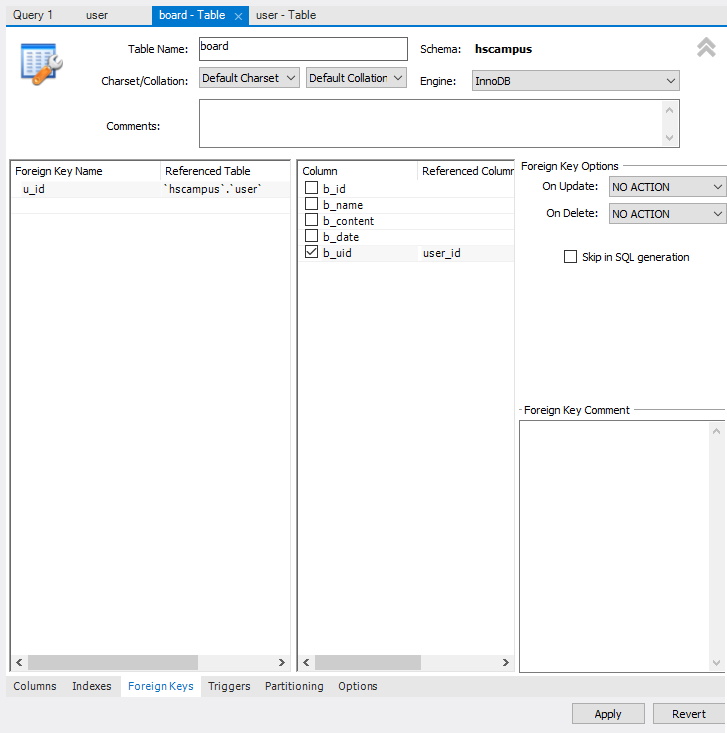 Query 1 user board - Table × user - Table
Table Name: board Schema: hscampus
Charset/Collation: Default Charset Default Collation Engine: InnoDB
Comments:
Foreign Key Name Referenced Table
u_id `hscampus`.`user`
Column Referenced Column
b_id
b_name
b_content
b_date
b_uid user_id
Foreign Key Options
On Update: NO ACTION
On Delete: NO ACTION
Skip in SQL generation
Foreign Key Comment
Columns Indexes Foreign Keys Triggers Partitioning Options
Apply Revert